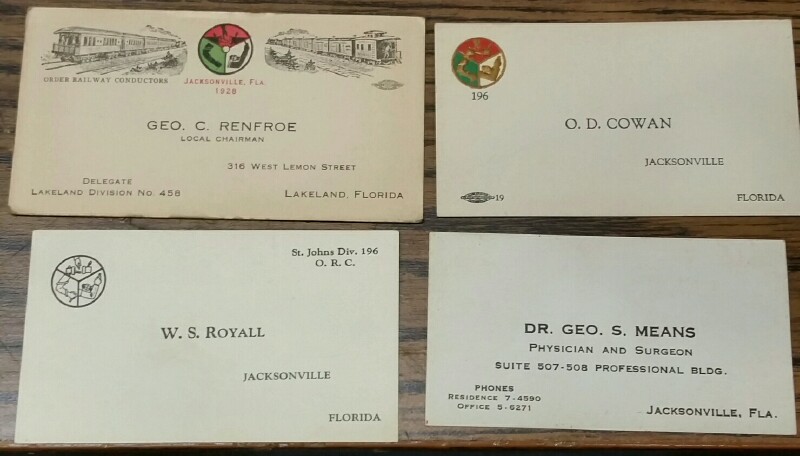 ORDER RAILWAY CONDUCTORS
JACKSONVILLE, FLA.
1928
GEO. C. RENFROE
LOCAL CHAIRMAN
316 WEST LEMON STREET
DELEGATE
LAKELAND DIVISION NO. 458
LAKELAND, FLORIDA
196
O. D. COWAN
JACKSONVILLE
FLORIDA
19
St. Johns Div. 196
O. R. C.
W. S. ROYALL
JACKSONVILLE
FLORIDA
DR. GEO. S. MEANS
PHYSICIAN AND SURGEON
SUITE 507-508 PROFESSIONAL BLDG.
PHONES
RESIDENCE 7-4590
OFFICE 5-6271
JACKSONVILLE, FLA.